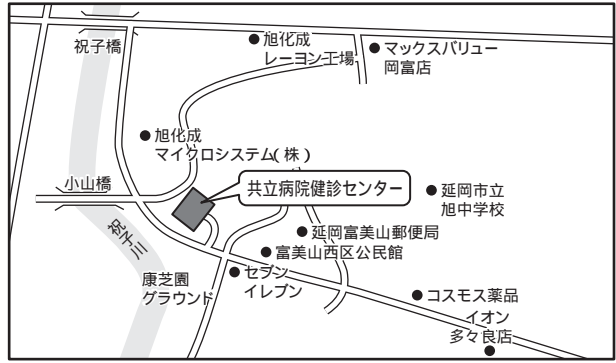 祝子橋
旭化成
レーヨン工場
マックスバリュー
岡富店
旭化成
マイクロシステム(株)
小山橋
共立病院健診センター
延岡市立
旭中学校
祝子川
延岡富美山郵便局
富美山西区公民館
康芝園
グラウンド
セブン
イレブン
コスモス薬品
イオン
多々良店